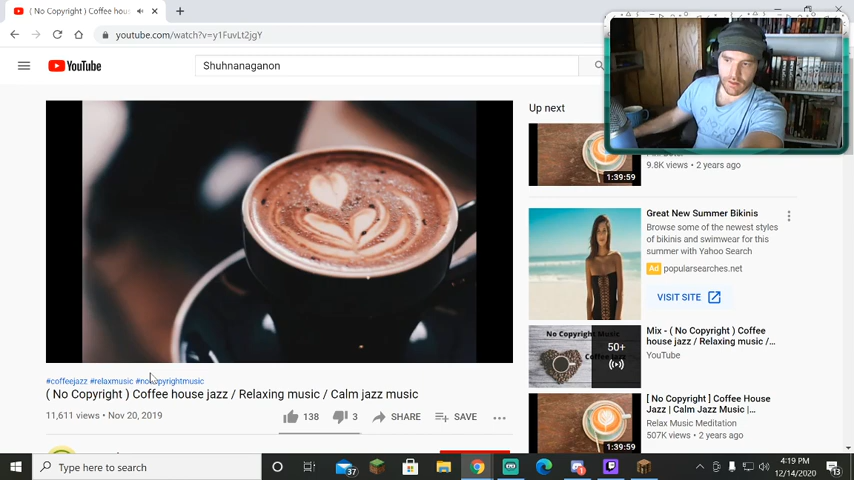 ( No Copyright ) Coffee hous
youtube.com/watch?v=y1FuvLt2jgY
YouTube
Shuhnanaganon
Up next
9.8K views • 2 years ago
1:39:59
Great New Summer Bikinis
Browse some of the newest styles
of bikinis and swimwear for this
summer with Yahoo Search
Ad popularsearches.net
VISIT SITE
No Copyright Music
50+
Mix - ( No Copyright ) Coffee
house jazz / Relaxing music /...
YouTube
[ No Copyright ] Coffee House
Jazz | Calm Jazz Music |...
Relax Music Meditation
507K views • 2 years ago
1:39:59
#coffeejazz #relaxmusic #nocopyrightmusic
( No Copyright ) Coffee house jazz / Relaxing music / Calm jazz music
11,611 views • Nov 20, 2019
138
3
SHARE
SAVE
Type here to search
37
4:19 PM
12/14/2020
13